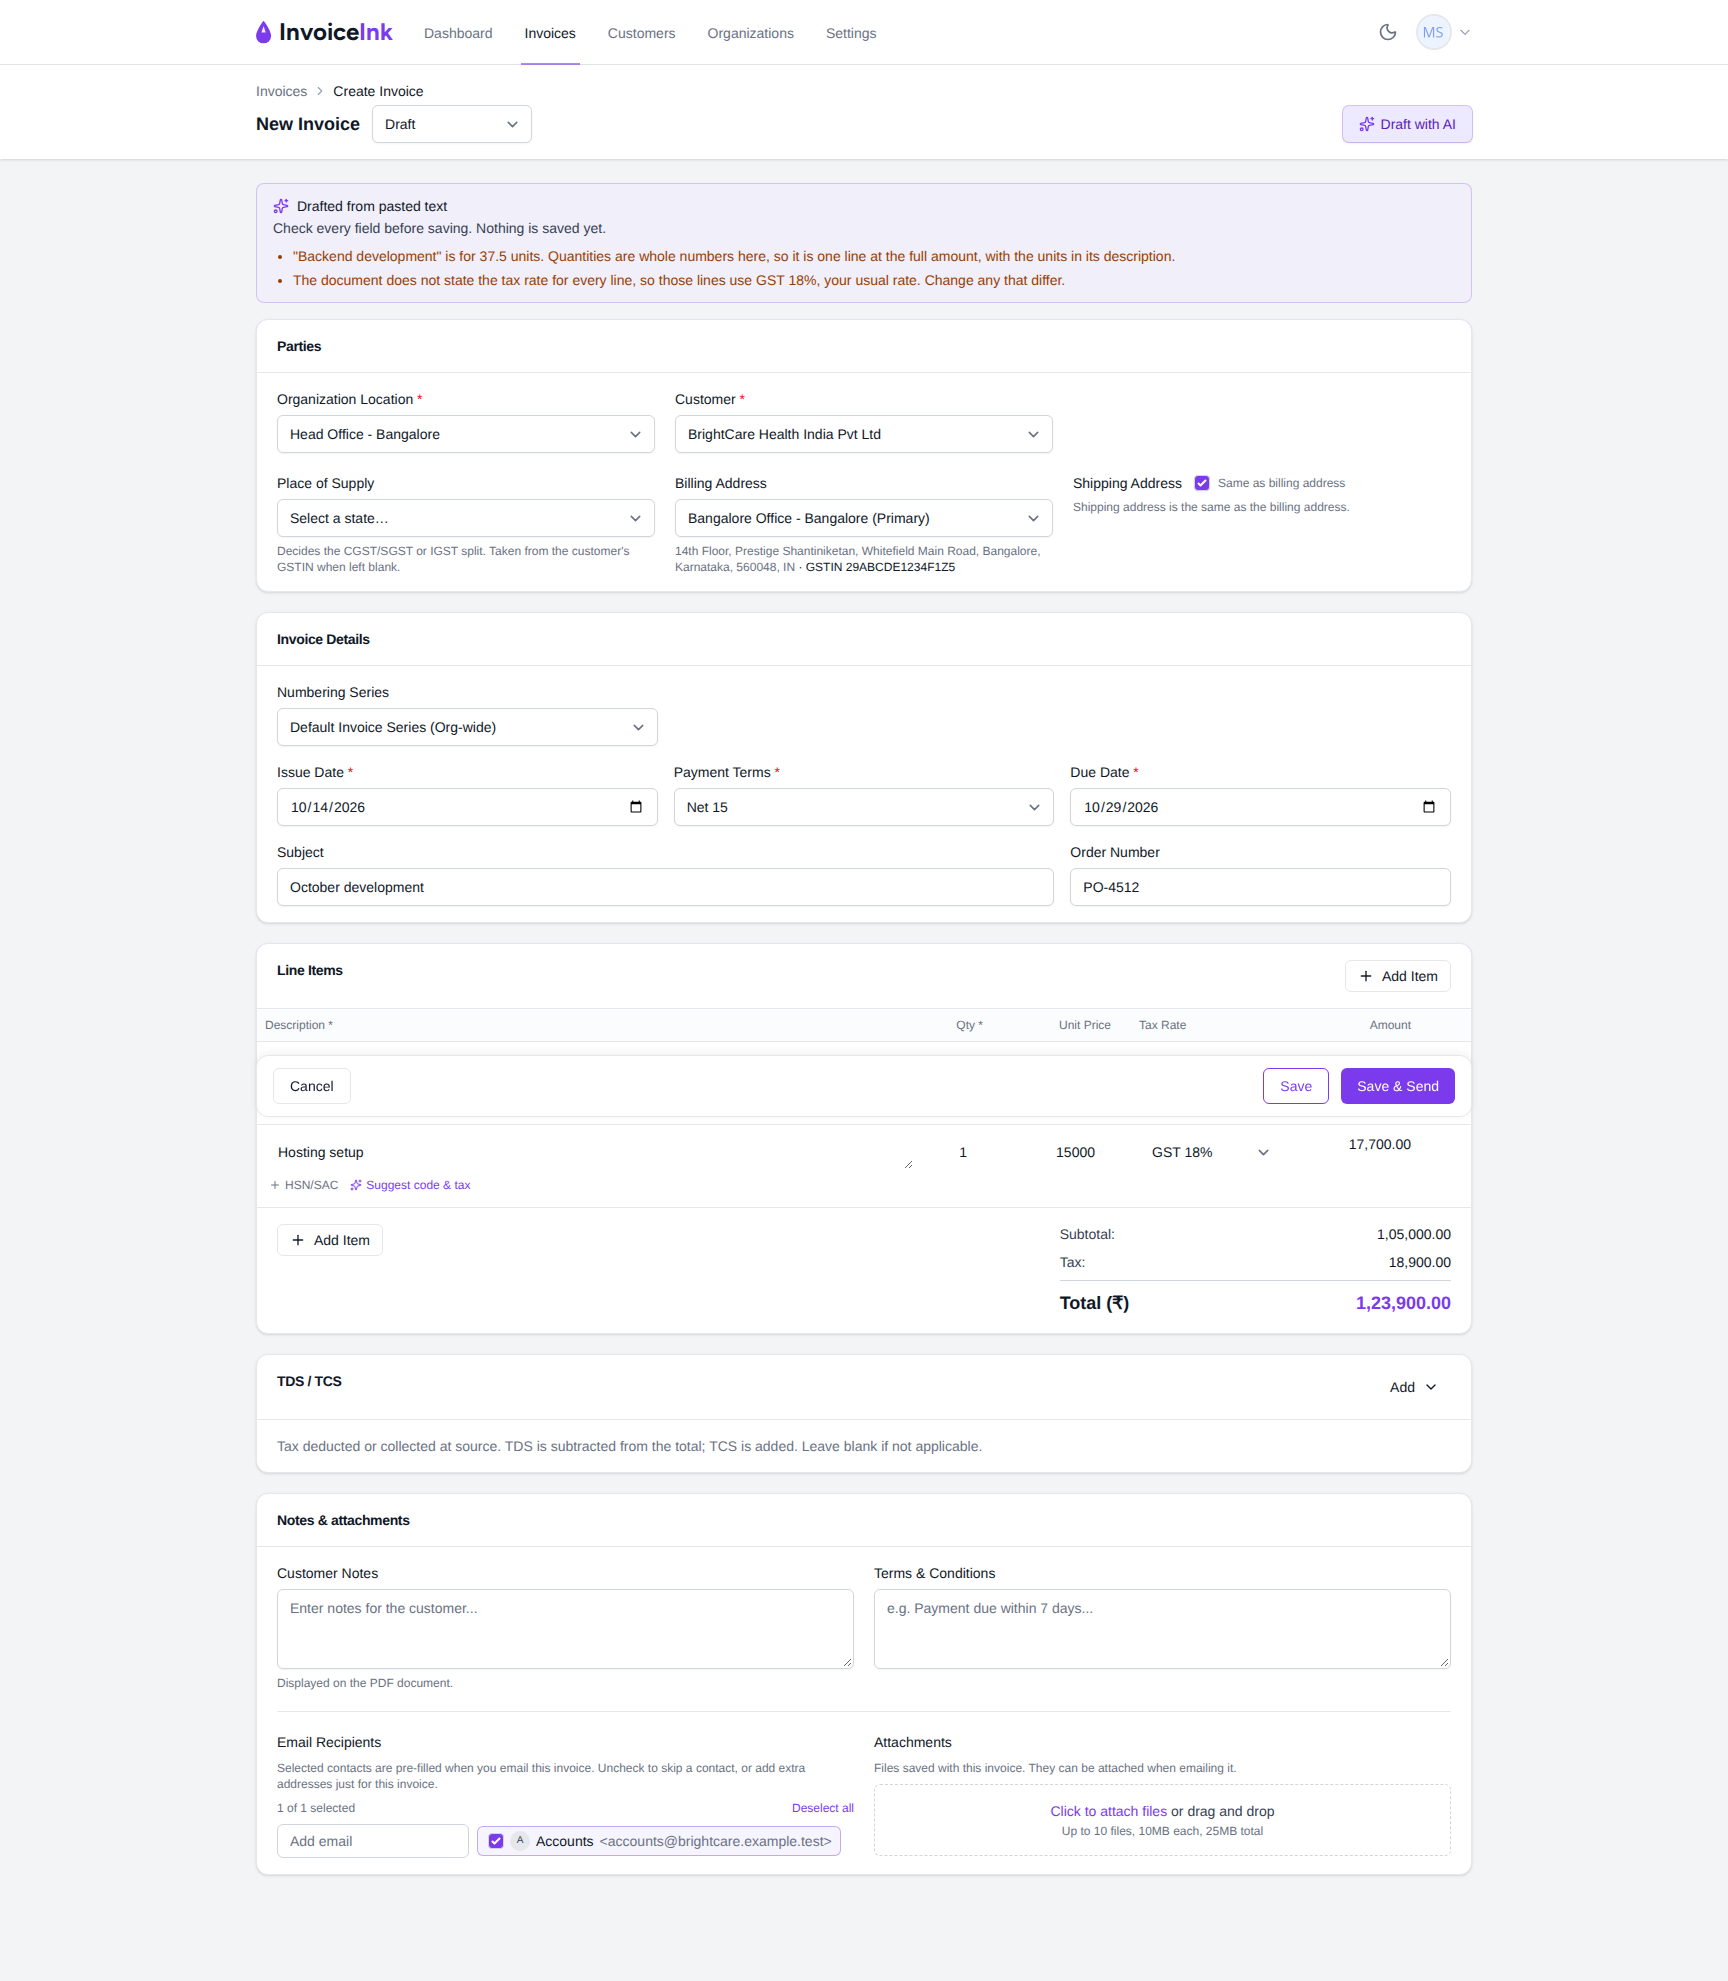 InvoiceInk
Dashboard
Invoices
Customers
Organizations
Settings
MS
Invoices
Create Invoice
New Invoice
Draft
Draft with AI
Drafted from pasted text
Check every field before saving. Nothing is saved yet.
• "Backend development" is for 37.5 units. Quantities are whole numbers here, so it is one line at the full amount, with the units in its description.
• The document does not state the tax rate for every line, so those lines use GST 18%, your usual rate. Change any that differ.
Parties
Organization Location *
Customer *
Head Office - Bangalore
BrightCare Health India Pvt Ltd
Place of Supply
Billing Address
Shipping Address
Same as billing address
Select a state…
Bangalore Office - Bangalore (Primary)
Shipping address is the same as the billing address.
Decides the CGST/SGST or IGST split. Taken from the customer's
GSTIN when left blank.
14th Floor, Prestige Shantiniketan, Whitefield Main Road, Bangalore,
Karnataka, 560048, IN · GSTIN 29ABCDE1234F1Z5
Invoice Details
Numbering Series
Default Invoice Series (Org-wide)
Issue Date *
Payment Terms *
Due Date *
10/14/2026
Net 15
10/29/2026
Subject
Order Number
October development
PO-4512
Line Items
Add Item
Description *
Qty *
Unit Price
Tax Rate
Amount
Cancel
Save
Save & Send
Hosting setup
1
15000
GST 18%
17,700.00
+ HSN/SAC
Suggest code & tax
Add Item
Subtotal:
1,05,000.00
Tax:
18,900.00
Total (₹)
1,23,900.00
TDS / TCS
Add
Tax deducted or collected at source. TDS is subtracted from the total; TCS is added. Leave blank if not applicable.
Notes & attachments
Customer Notes
Terms & Conditions
Enter notes for the customer...
e.g. Payment due within 7 days...
Displayed on the PDF document.
Email Recipients
Attachments
Selected contacts are pre-filled when you email this invoice. Uncheck to skip a contact, or add extra
addresses just for this invoice.
Files saved with this invoice. They can be attached when emailing it.
1 of 1 selected
Deselect all
Click to attach files or drag and drop
Up to 10 files, 10MB each, 25MB total
Add email
A
Accounts <accounts@brightcare.example.test>